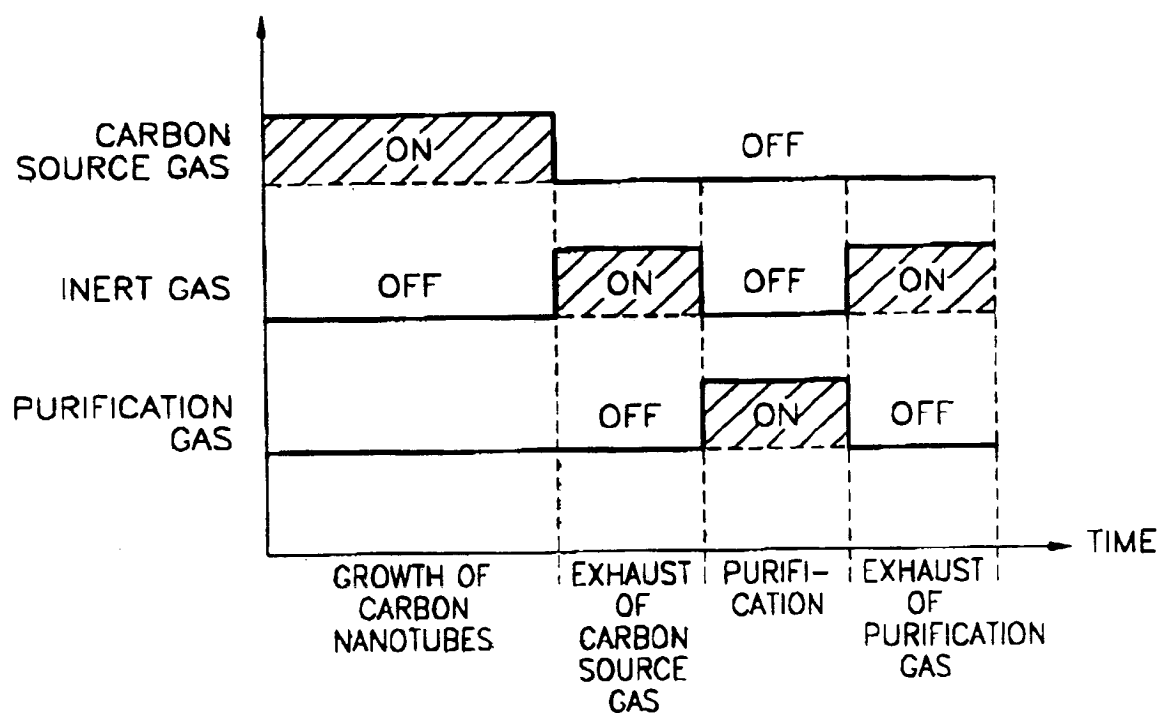 CARBON
SOURCE GAS
ON
OFF
INERT GAS
OFF
ON
OFF
ON
PURIFICATION
GAS
OFF
ON
OFF
TIME
GROWTH OF
CARBON
NANOTUBES
EXHAUST
OF
CARBON
SOURCE
GAS
PURIFI-
CATION
EXHAUST
OF
PURIFICATION
GAS